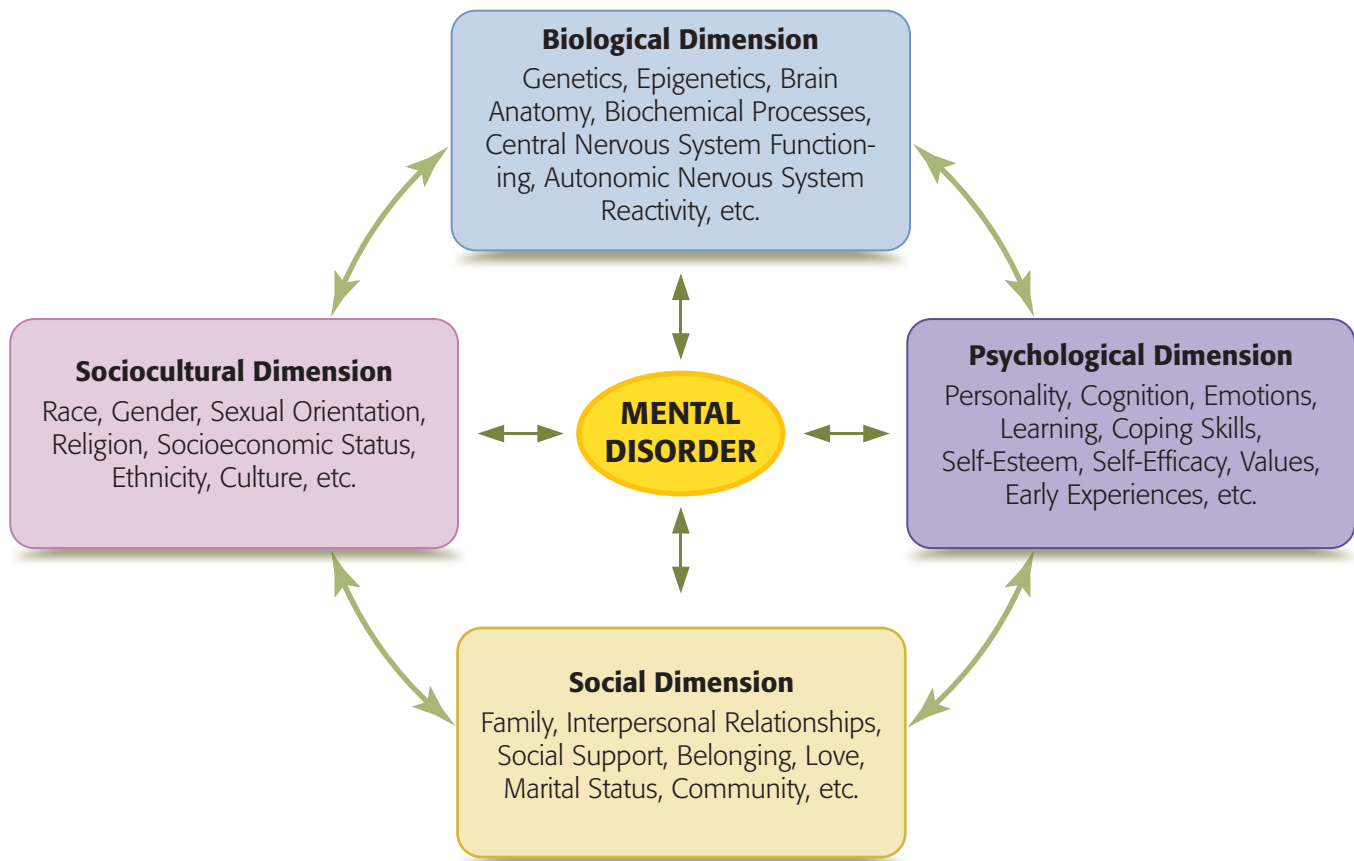 Biological Dimension
Genetics, Epigenetics, Brain
Anatomy, Biochemical Processes,
Central Nervous System Function-
ing, Autonomic Nervous System
Reactivity, etc.
Sociocultural Dimension
Race, Gender, Sexual Orientation,
Religion, Socioeconomic Status,
Ethnicity, Culture, etc.
MENTAL
DISORDER
Psychological Dimension
Personality, Cognition, Emotions,
Learning, Coping Skills,
Self-Esteem, Self-Efficacy, Values,
Early Experiences, etc.
Social Dimension
Family, Interpersonal Relationships,
Social Support, Belonging, Love,
Marital Status, Community, etc.